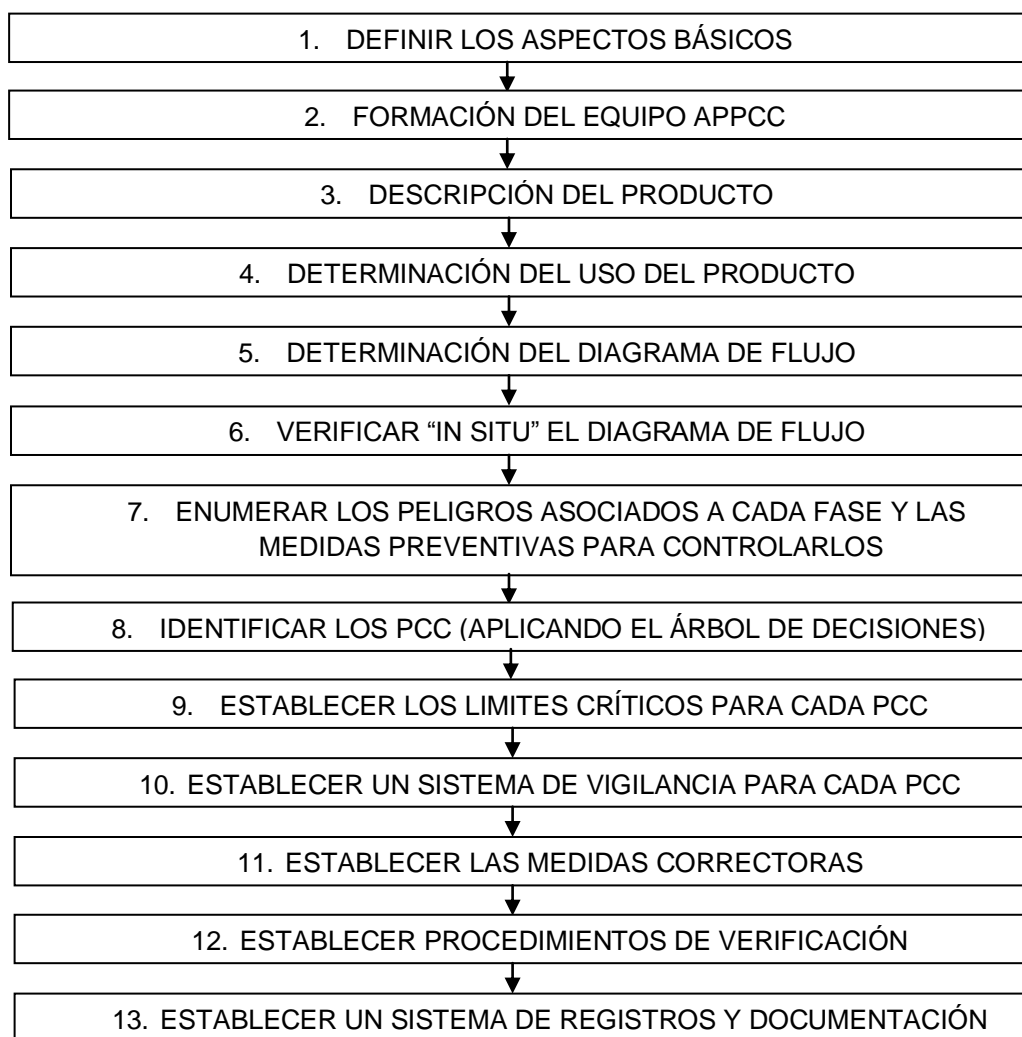 1. DEFINIR LOS ASPECTOS BÁSICOS
2. FORMACIÓN DEL EQUIPO APPCC
3. DESCRIPCIÓN DEL PRODUCTO
4. DETERMINACIÓN DEL USO DEL PRODUCTO
5. DETERMINACIÓN DEL DIAGRAMA DE FLUJO
6. VERIFICAR “IN SITU” EL DIAGRAMA DE FLUJO
7. ENUMERAR LOS PELIGROS ASOCIADOS A CADA FASE Y LAS
MEDIDAS PREVENTIVAS PARA CONTROLARLOS
8. IDENTIFICAR LOS PCC (APLICANDO EL ÁRBOL DE DECISIONES)
9. ESTABLECER LOS LIMITES CRÍTICOS PARA CADA PCC
10. ESTABLECER UN SISTEMA DE VIGILANCIA PARA CADA PCC
11. ESTABLECER LAS MEDIDAS CORRECTORAS
12. ESTABLECER PROCEDIMIENTOS DE VERIFICACIÓN
13. ESTABLECER UN SISTEMA DE REGISTROS Y DOCUMENTACIÓN